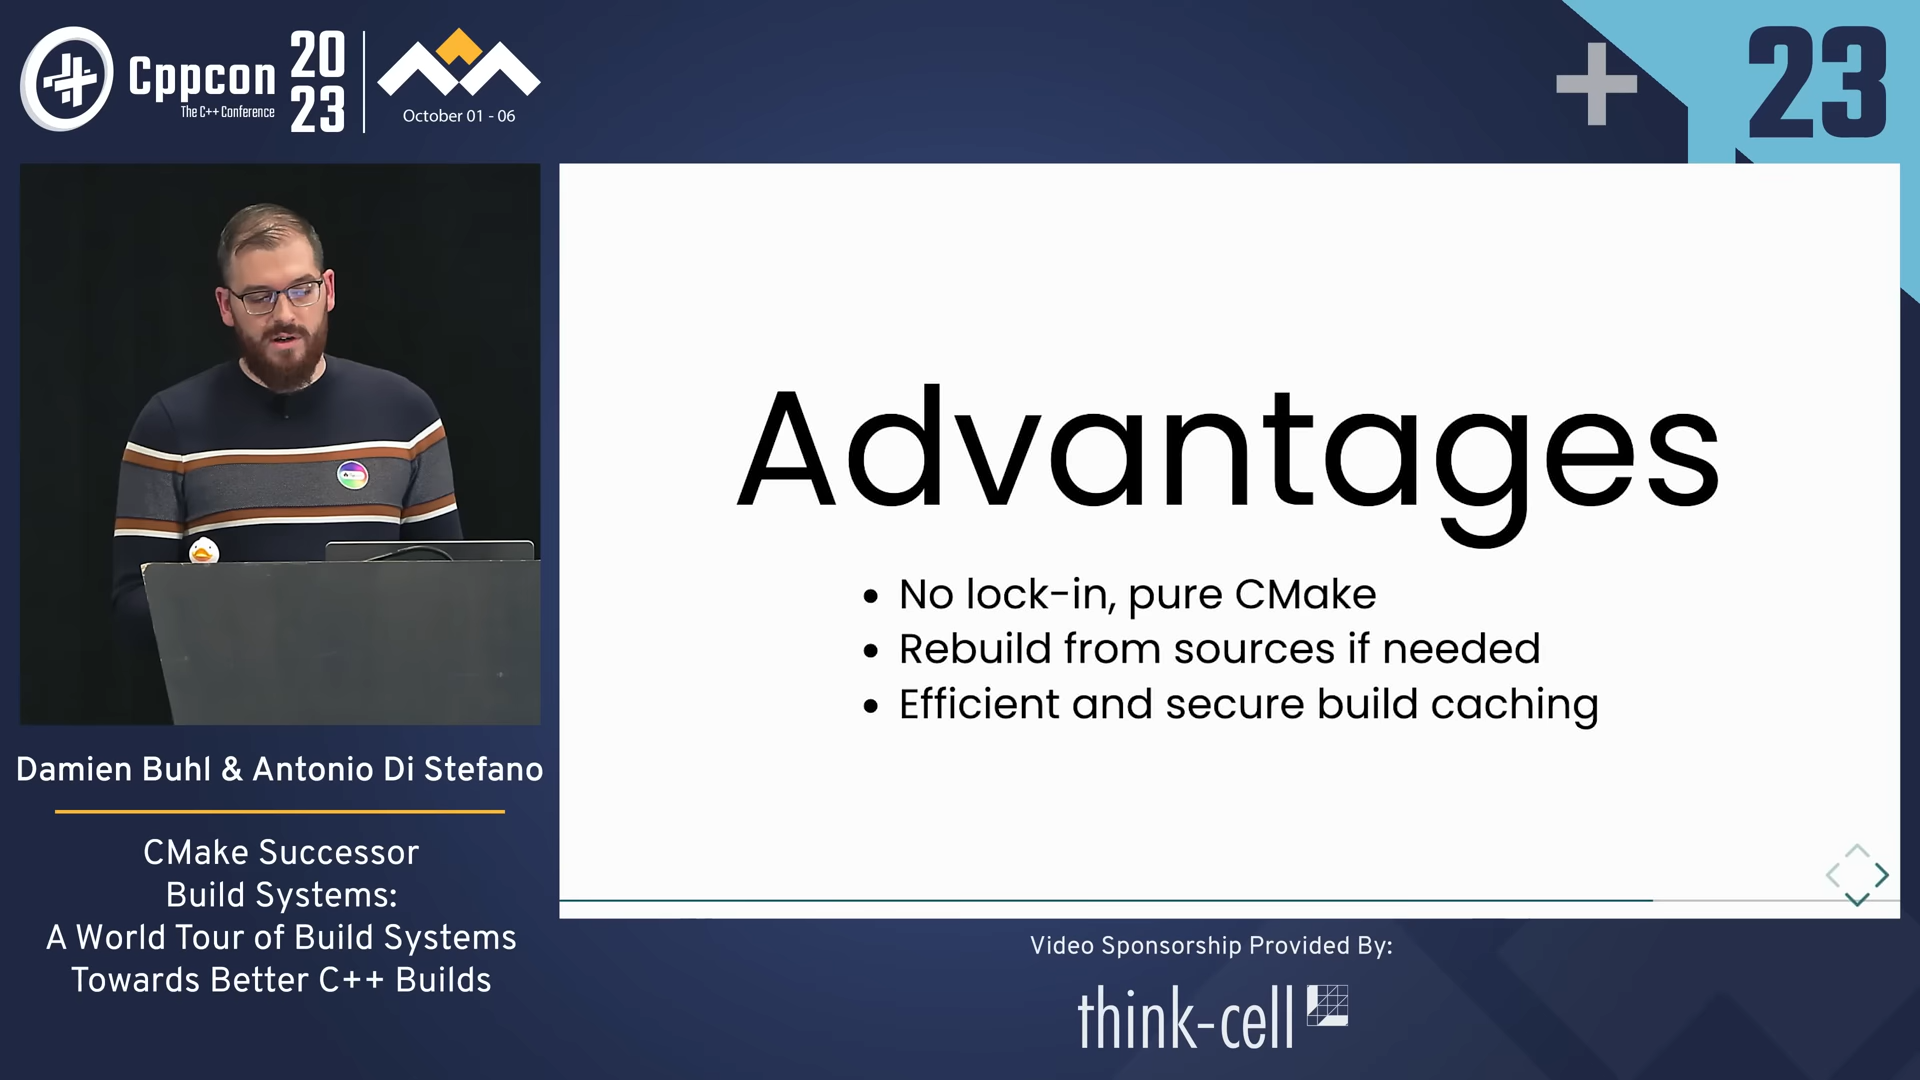 Cppcon
The C++ Conference
20
23
October 01 - 06
+ 23
Advantages
• No lock-in, pure CMake
• Rebuild from sources if needed
• Efficient and secure build caching
Damien Buhl & Antonio Di Stefano
CMake Successor
Build Systems:
A World Tour of Build Systems
Towards Better C++ Builds
Video Sponsorship Provided By:
think-cell